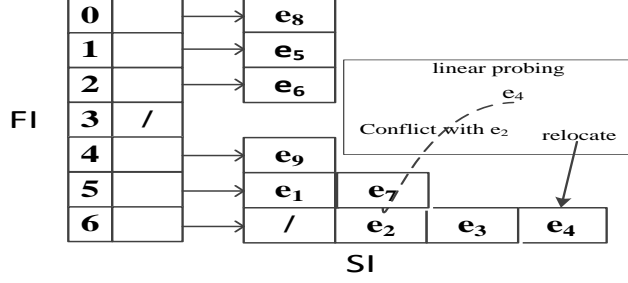 0 e8
1 e5
2 e6
linear probing
e4
FI 3 /
Conflict with e2
relocate
4 e9
5 e1 e7
6 / e2 e3 e4
SI